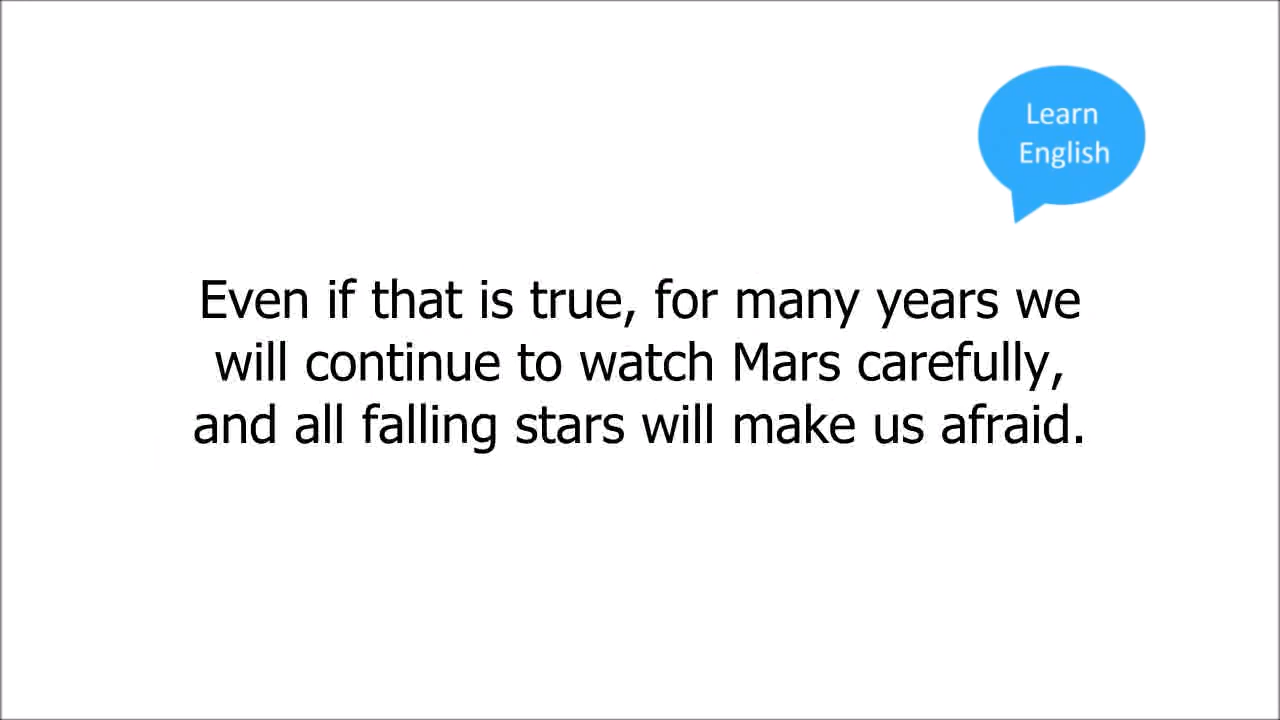 Learn
English
Even if that is true, for many years we
will continue to watch Mars carefully,
and all falling stars will make us afraid.